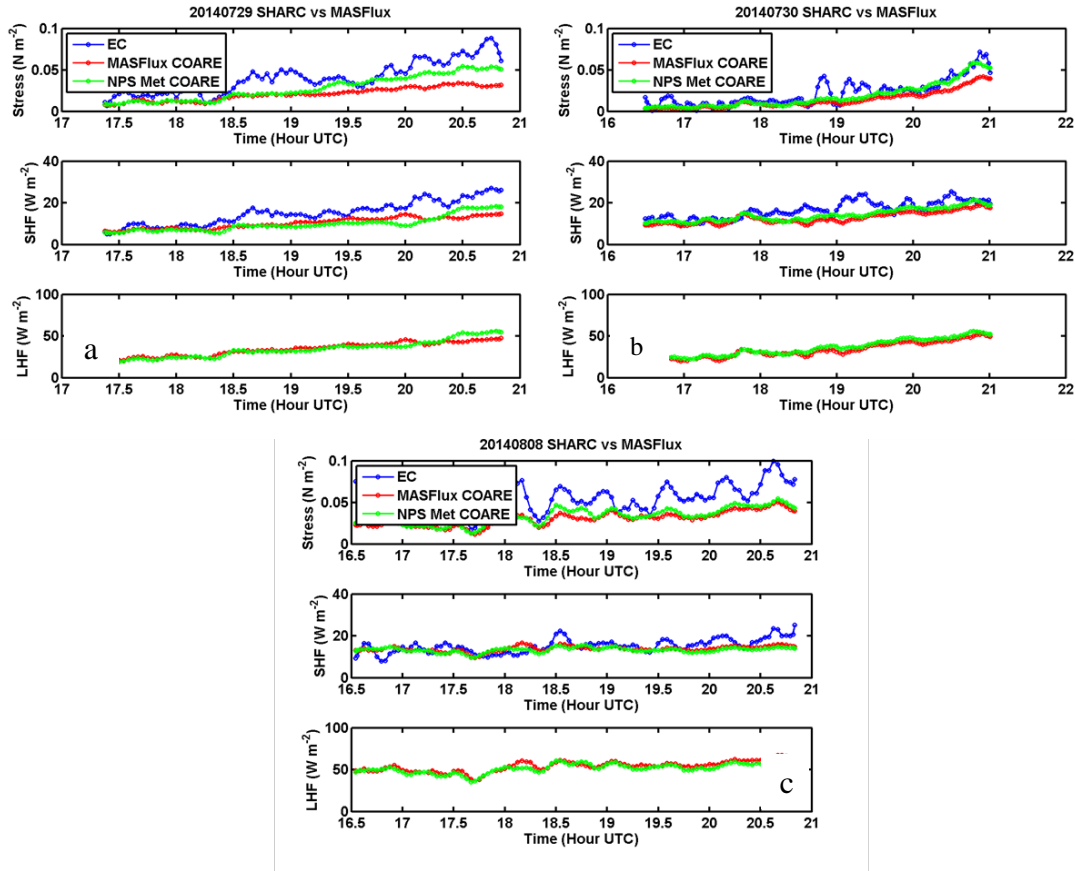 20140729 SHARC vs MASFlux
Stress (N m-2)
0.1
0.05
0
EC
MASFlux COARE
NPS Met COARE
17 17.5 18 18.5 19 19.5 20 20.5 21
Time (Hour UTC)
SHF (W m-2)
40
20
0
17 17.5 18 18.5 19 19.5 20 20.5 21
Time (Hour UTC)
LHF (W m-2)
100
50
0
a
17 17.5 18 18.5 19 19.5 20 20.5 21
Time (Hour UTC)
20140730 SHARC vs MASFlux
Stress (N m-2)
0.1
0.05
0
EC
MASFlux COARE
NPS Met COARE
16 17 18 19 20 21 22
Time (Hour UTC)
SHF (W m-2)
40
20
0
16 17 18 19 20 21 22
Time (Hour UTC)
LHF (W m-2)
100
50
0
b
16 17 18 19 20 21 22
Time (Hour UTC)
20140808 SHARC vs MASFlux
Stress (N m-2)
0.1
0.05
0
EC
MASFlux COARE
NPS Met COARE
16.5 17 17.5 18 18.5 19 19.5 20 20.5 21
Time (Hour UTC)
SHF (W m-2)
40
20
0
16.5 17 17.5 18 18.5 19 19.5 20 20.5 21
Time (Hour UTC)
LHF (W m-2)
100
50
0
c
16.5 17 17.5 18 18.5 19 19.5 20 20.5 21
Time (Hour UTC)